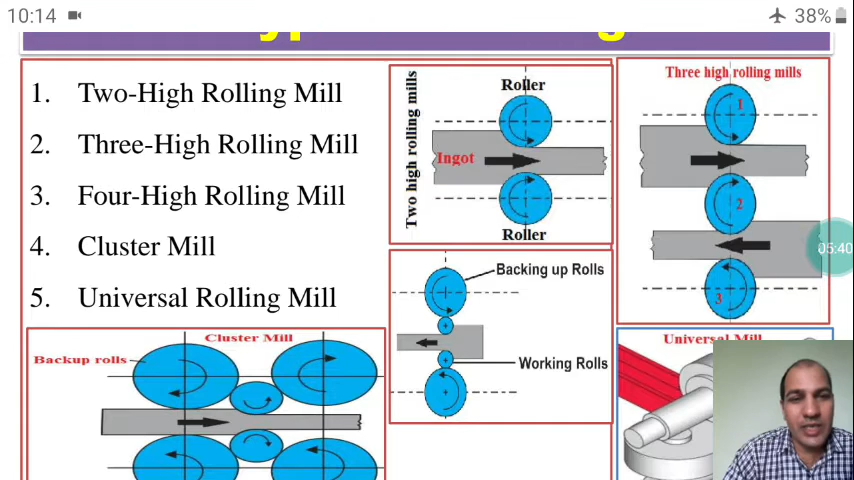 10:14
38%
1. Two-High Rolling Mill
2. Three-High Rolling Mill
3. Four-High Rolling Mill
4. Cluster Mill
5. Universal Rolling Mill
Two high rolling mills
Roller
Ingot
Roller
Three high rolling mills
1
2
3
05:40
Backing up Rolls
Working Rolls
Cluster Mill
Backup rolls
Universal Mill